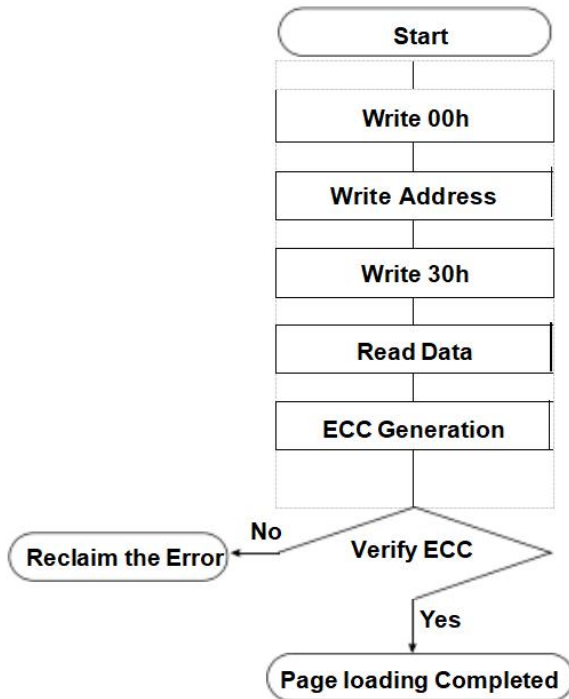 Start
Write 00h
Write Address
Write 30h
Read Data
ECC Generation
Verify ECC
No
Reclaim the Error
Yes
Page loading Completed